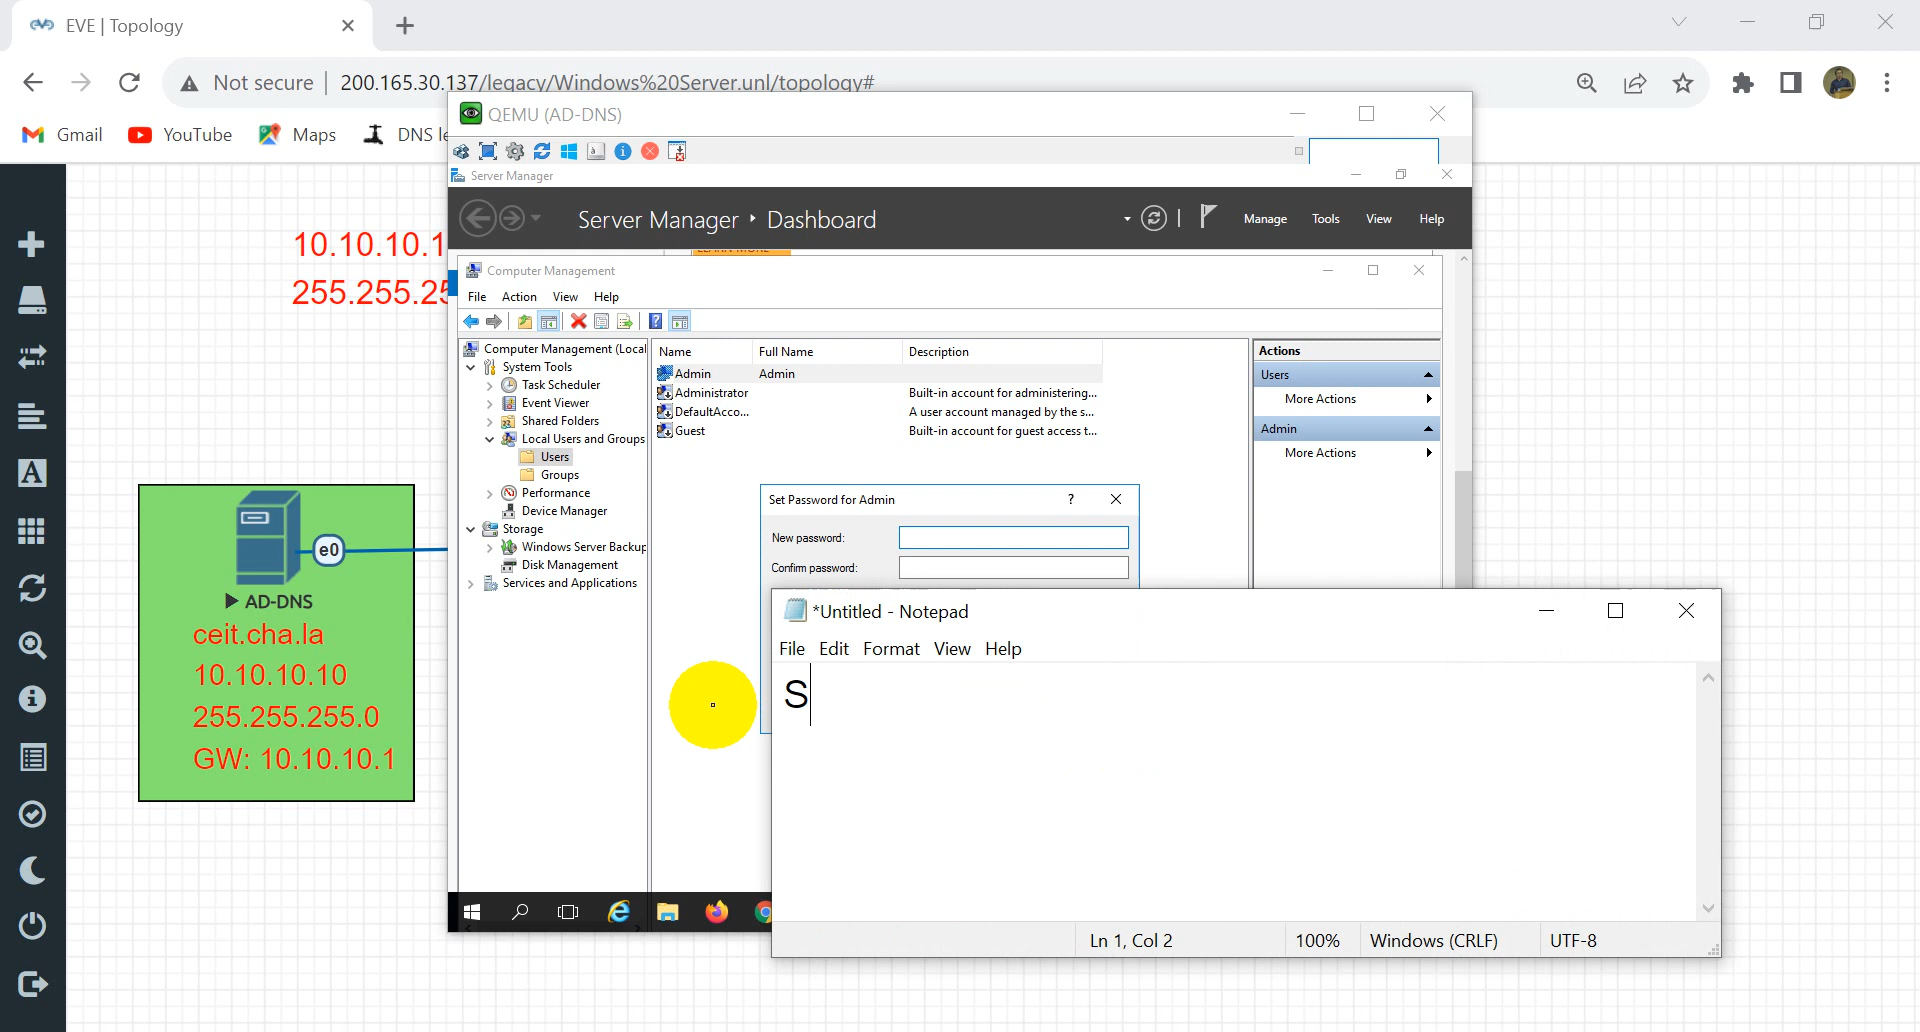 EVE | Topology
Not secure
200.165.30.137/legacy/Windows%20Server.unl/topology#
Gmail
YouTube
Maps
DNS le
QEMU (AD-DNS)
Server Manager
Server Manager ‣ Dashboard
Manage
Tools
View
Help
LEARN MORE
10.10.10.1
255.255.25
Computer Management
File
Action
View
Help
Computer Management (Local
System Tools
Task Scheduler
Event Viewer
Shared Folders
Local Users and Groups
Users
Groups
Performance
Device Manager
Storage
Windows Server Backup
Disk Management
Services and Applications
Name Full Name Description
Admin Admin
Administrator Built-in account for administering...
DefaultAcco... A user account managed by the s...
Guest Built-in account for guest access t...
Actions
Users
More Actions
Admin
More Actions
Set Password for Admin
?
New password:
Confirm password:
e0
AD-DNS
ceit.cha.la
10.10.10.10
255.255.255.0
GW: 10.10.10.1
*Untitled - Notepad
File Edit Format View Help
S
Ln 1, Col 2
100%
Windows (CRLF)
UTF-8